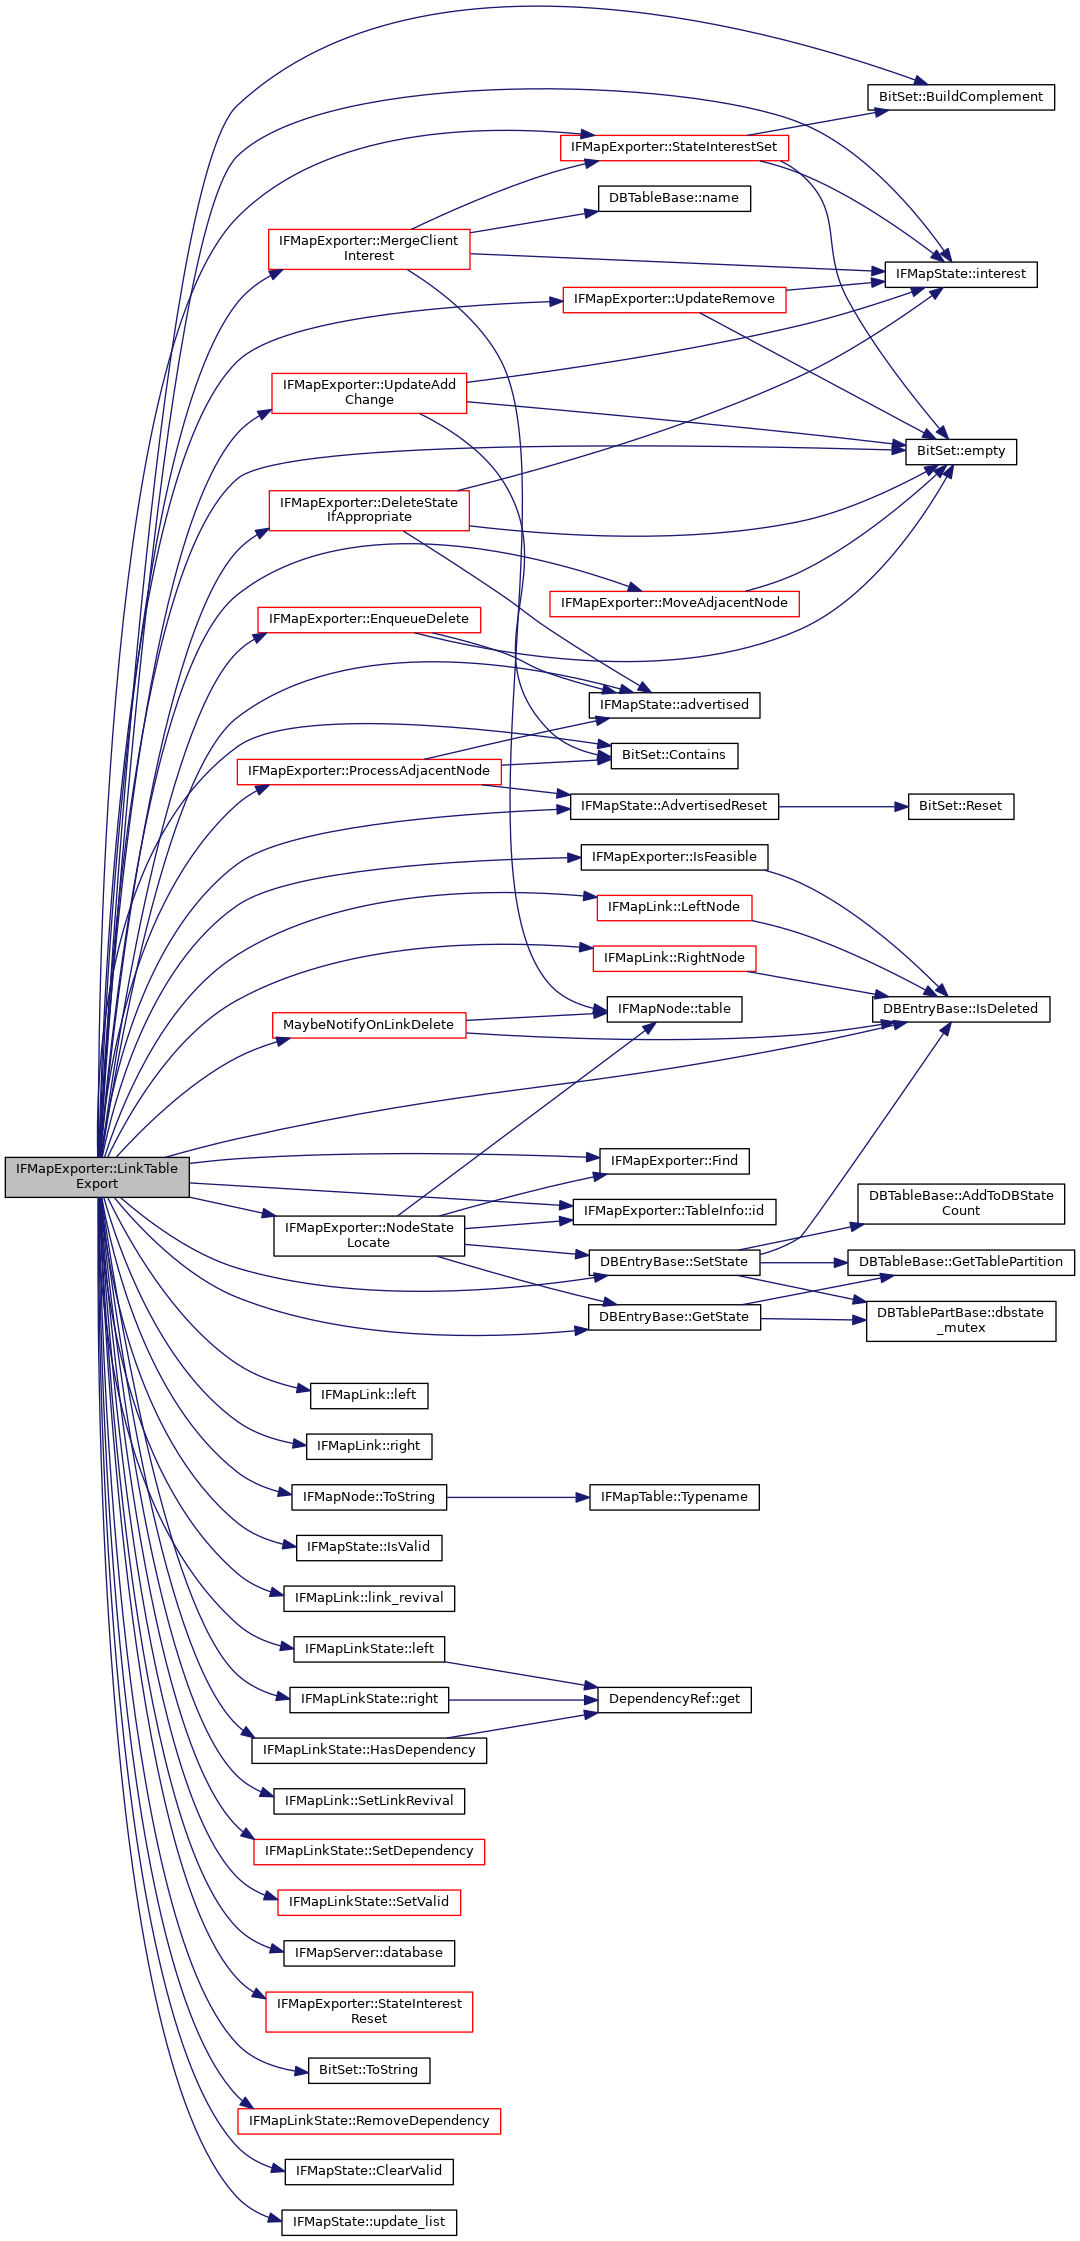 BitSet::BuildComplement
IFMapExporter::StateInterestSet
DBTableBase::name
IFMapExporter::MergeClient
Interest
IFMapState::interest
IFMapExporter::UpdateRemove
IFMapExporter::UpdateAdd
Change
BitSet::empty
IFMapExporter::DeleteState
IfAppropriate
IFMapExporter::MoveAdjacentNode
IFMapExporter::EnqueueDelete
IFMapState::advertised
BitSet::Contains
IFMapExporter::ProcessAdjacentNode
IFMapState::AdvertisedReset
BitSet::Reset
IFMapExporter::IsFeasible
IFMapLink::LeftNode
IFMapLink::RightNode
IFMapNode::table
DBEntryBase::IsDeleted
MaybeNotifyOnLinkDelete
IFMapExporter::LinkTable
Export
IFMapExporter::Find
IFMapExporter::TableInfo::id
DBTableBase::AddToDBState
Count
IFMapExporter::NodeState
Locate
DBEntryBase::SetState
DBTableBase::GetTablePartition
DBEntryBase::GetState
DBTablePartBase::dbstate
_mutex
IFMapLink::left
IFMapLink::right
IFMapNode::ToString
IFMapTable::Typename
IFMapState::IsValid
IFMapLink::link_revival
IFMapLinkState::left
IFMapLinkState::right
DependencyRef::get
IFMapLinkState::HasDependency
IFMapLink::SetLinkRevival
IFMapLinkState::SetDependency
IFMapLinkState::SetValid
IFMapServer::database
IFMapExporter::StateInterest
Reset
BitSet::ToString
IFMapLinkState::RemoveDependency
IFMapState::ClearValid
IFMapState::update_list